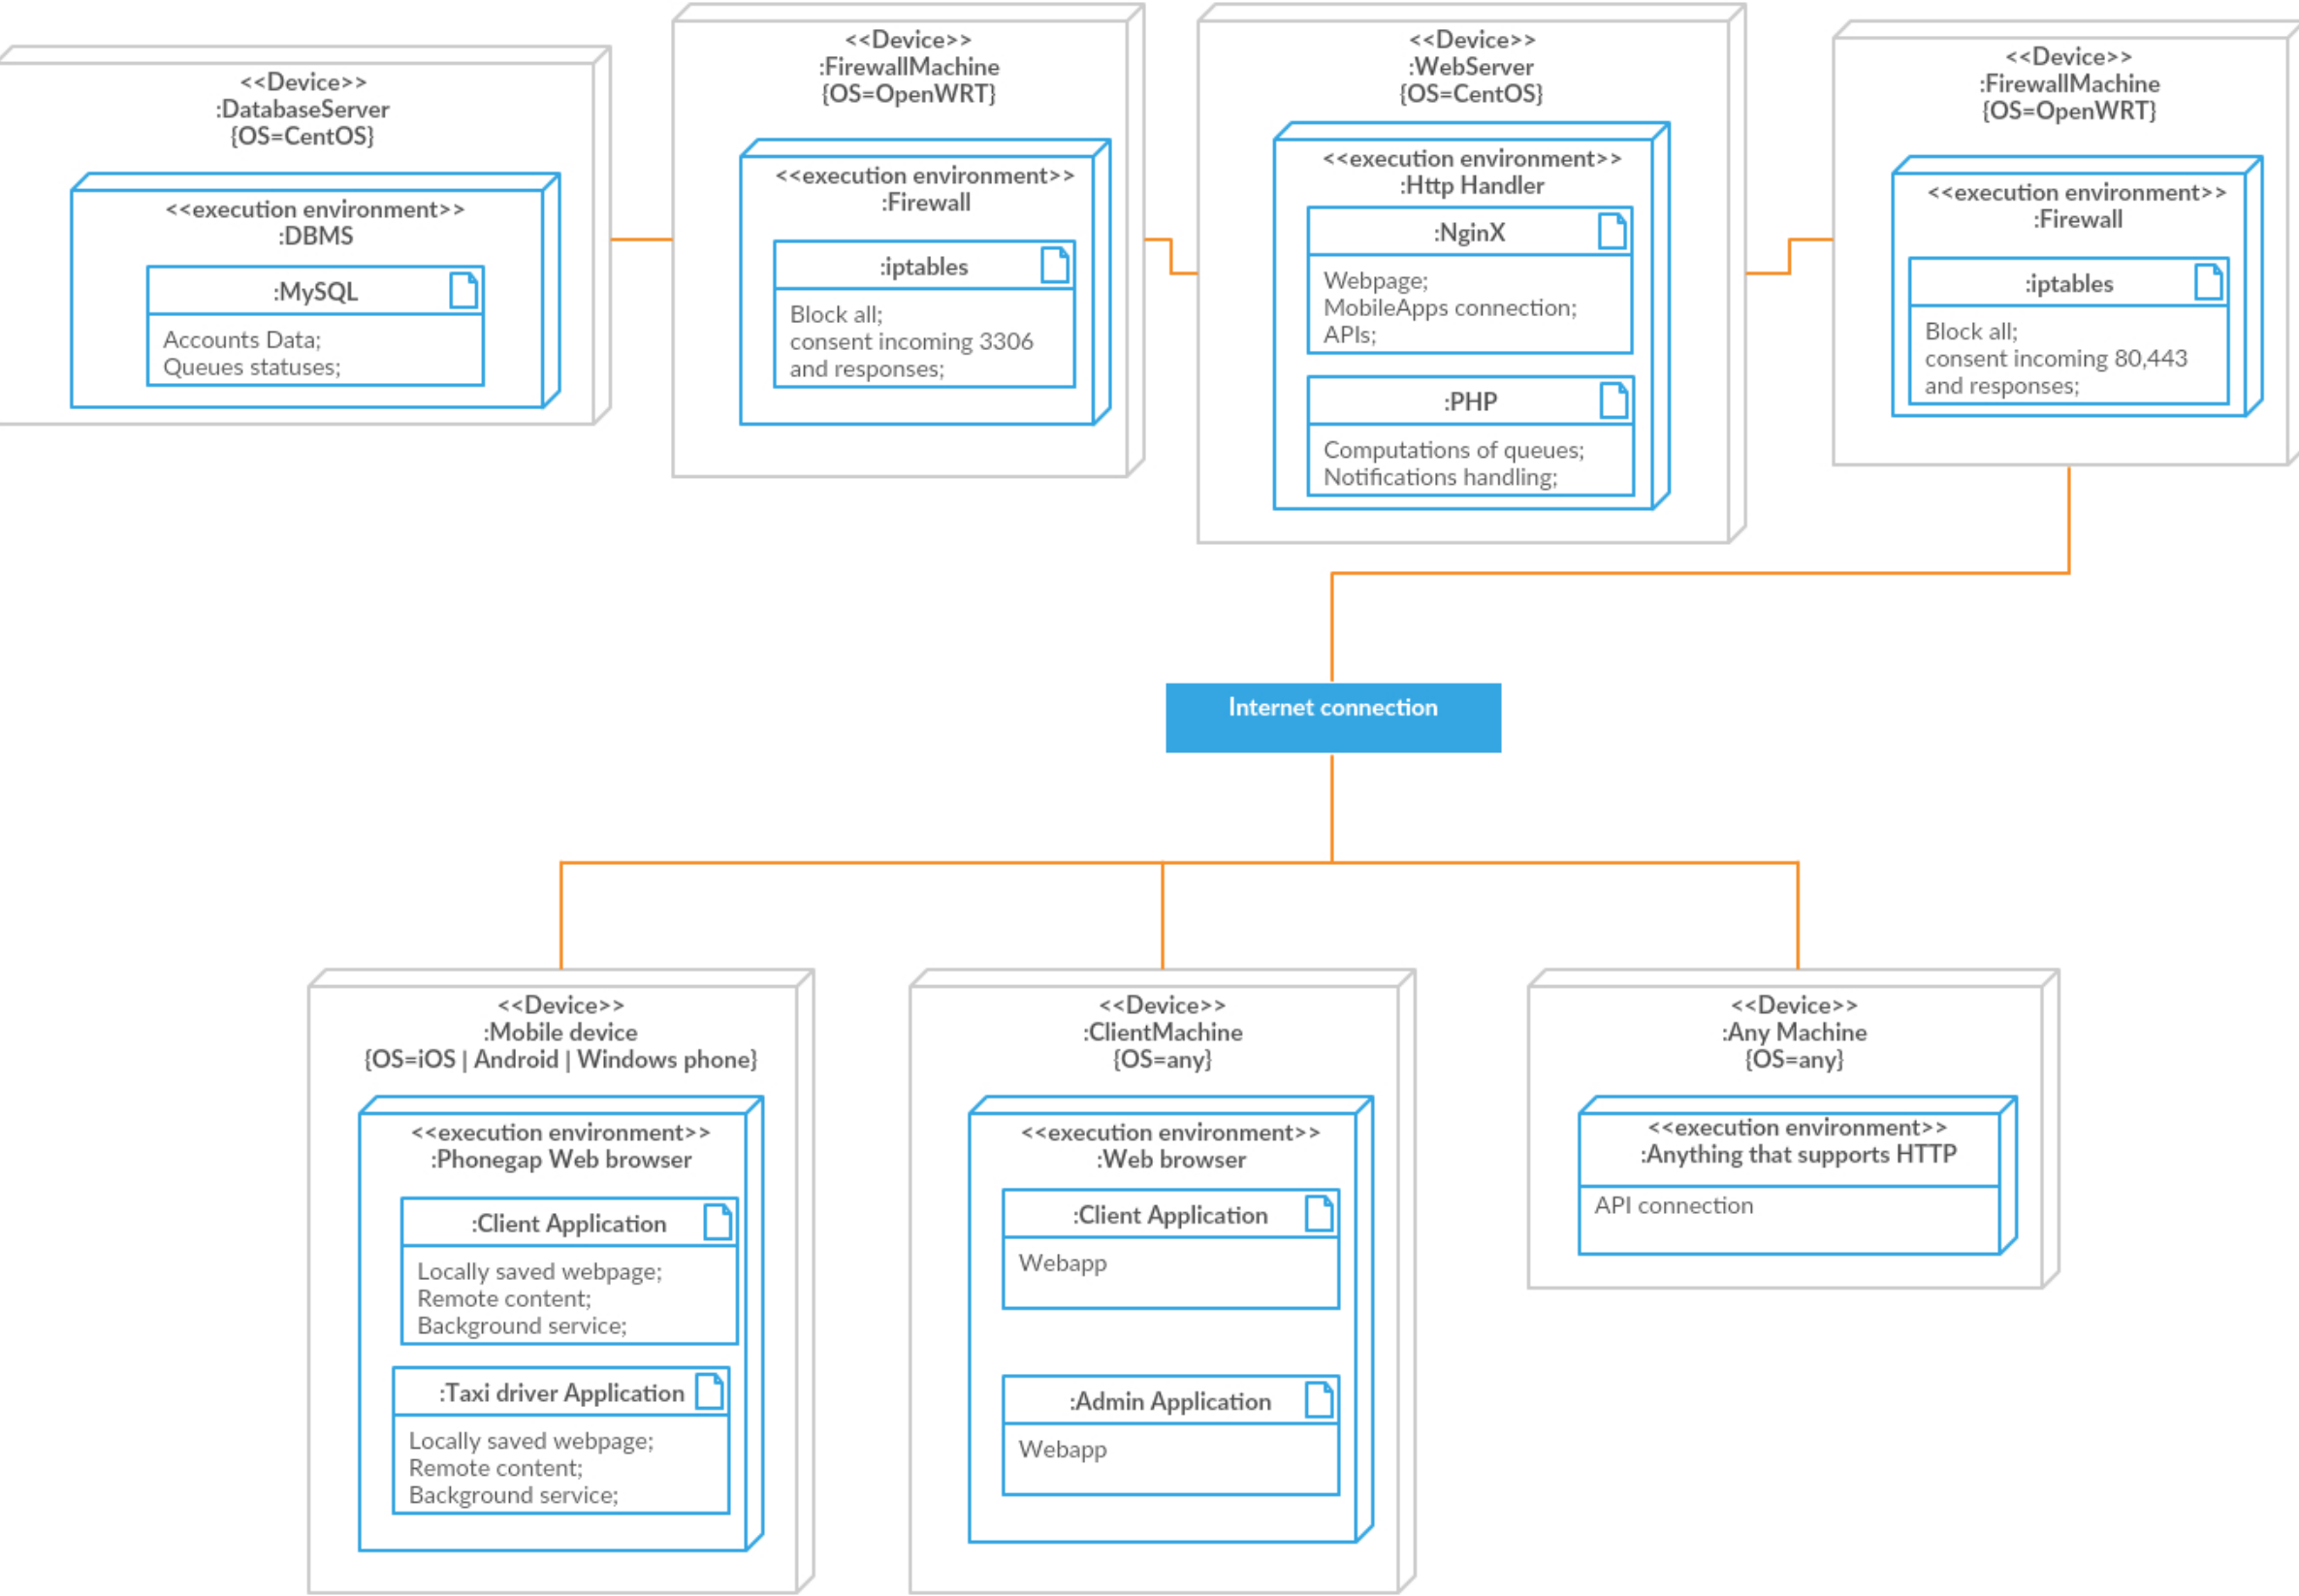 <<Device>>
:DatabaseServer
{OS=CentOS}
<<execution environment>>
:DBMS
:MySQL
Accounts Data;
Queues statuses;
<<Device>>
:FirewallMachine
{OS=OpenWRT}
<<execution environment>>
:Firewall
:iptables
Block all;
consent incoming 3306
and responses;
<<Device>>
:WebServer
{OS=CentOS}
<<execution environment>>
:Http Handler
:NginX
Webpage;
MobileApps connection;
APIs;
:PHP
Computations of queues;
Notifications handling;
<<Device>>
:FirewallMachine
{OS=OpenWRT}
<<execution environment>>
:Firewall
:iptables
Block all;
consent incoming 80,443
and responses;
Internet connection
<<Device>>
:Mobile device
{OS=iOS | Android | Windows phone}
<<execution environment>>
:Phonegap Web browser
:Client Application
Locally saved webpage;
Remote content;
Background service;
:Taxi driver Application
Locally saved webpage;
Remote content;
Background service;
<<Device>>
:ClientMachine
{OS=any}
<<execution environment>>
:Web browser
:Client Application
Webapp
:Admin Application
Webapp
<<Device>>
:Any Machine
{OS=any}
<<execution environment>>
:Anything that supports HTTP
API connection